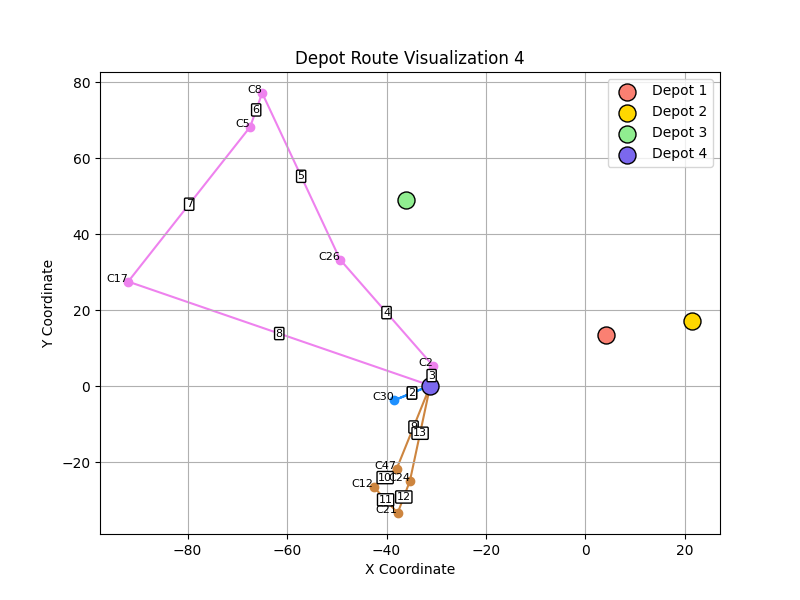 Depot Route Visualization 4
Depot 1
Depot 2
Depot 3
Depot 4
80
60
40
20
0
−20
−80
−60
−40
−20
0
20
X Coordinate
Y Coordinate
C8
6
C5
5
7
C26
C17
4
8
C2
3
2
C30
9
13
C47
10
C24
C12
12
11
C21